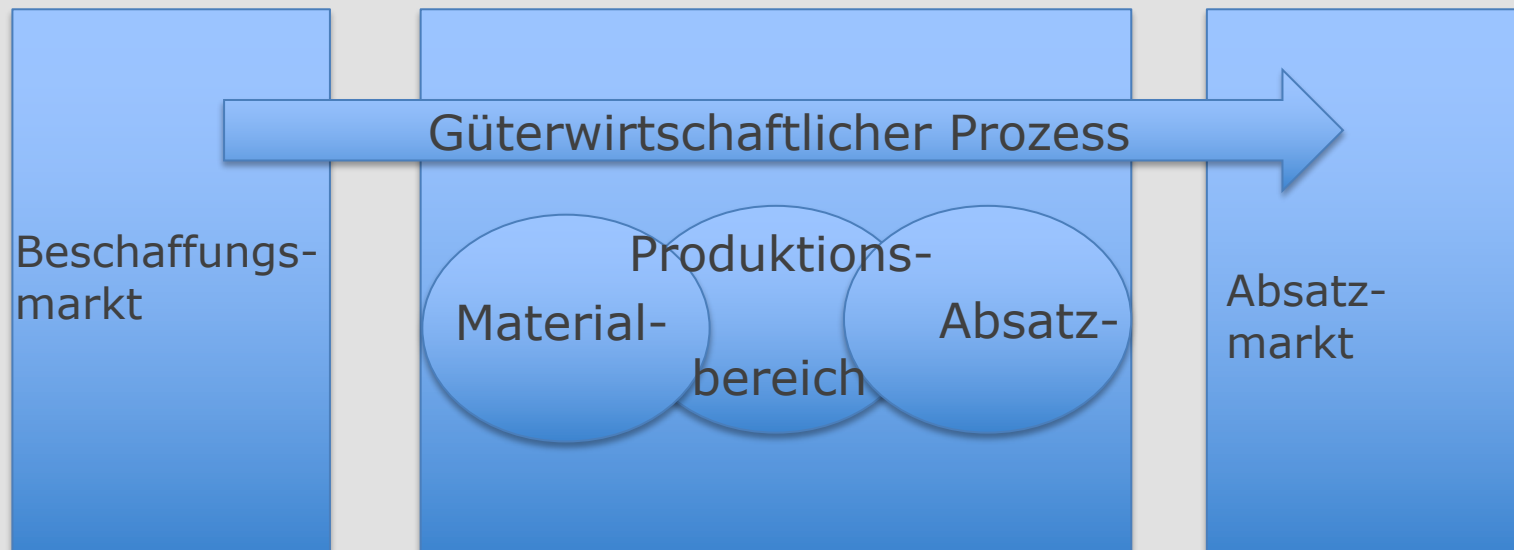 Güterwirtschaftlicher Prozess
Beschaffungs-
markt
Material-
Produktions-
bereich
Absatz-
Absatz-
markt